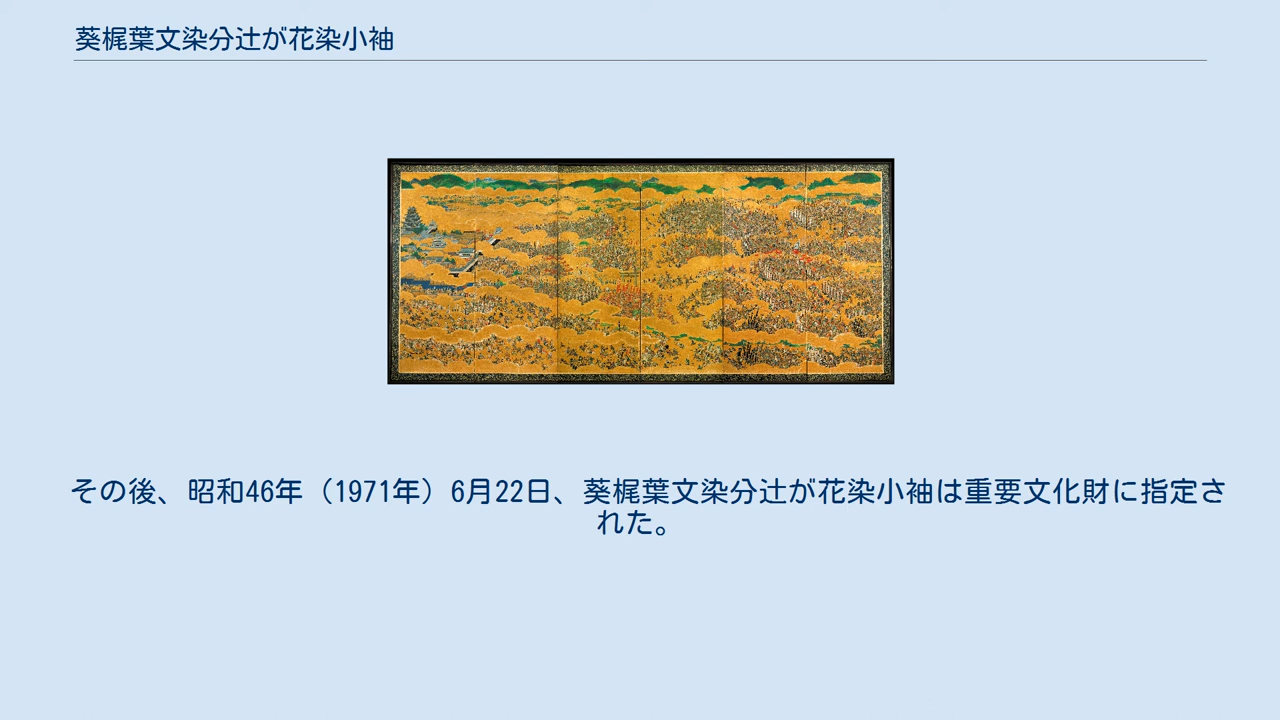 葵梶葉文染分辻が花染小袖
その後、昭和46年（1971年）6月22日、葵梶葉文染分辻が花染小袖は重要文化財に指定さ
れた。